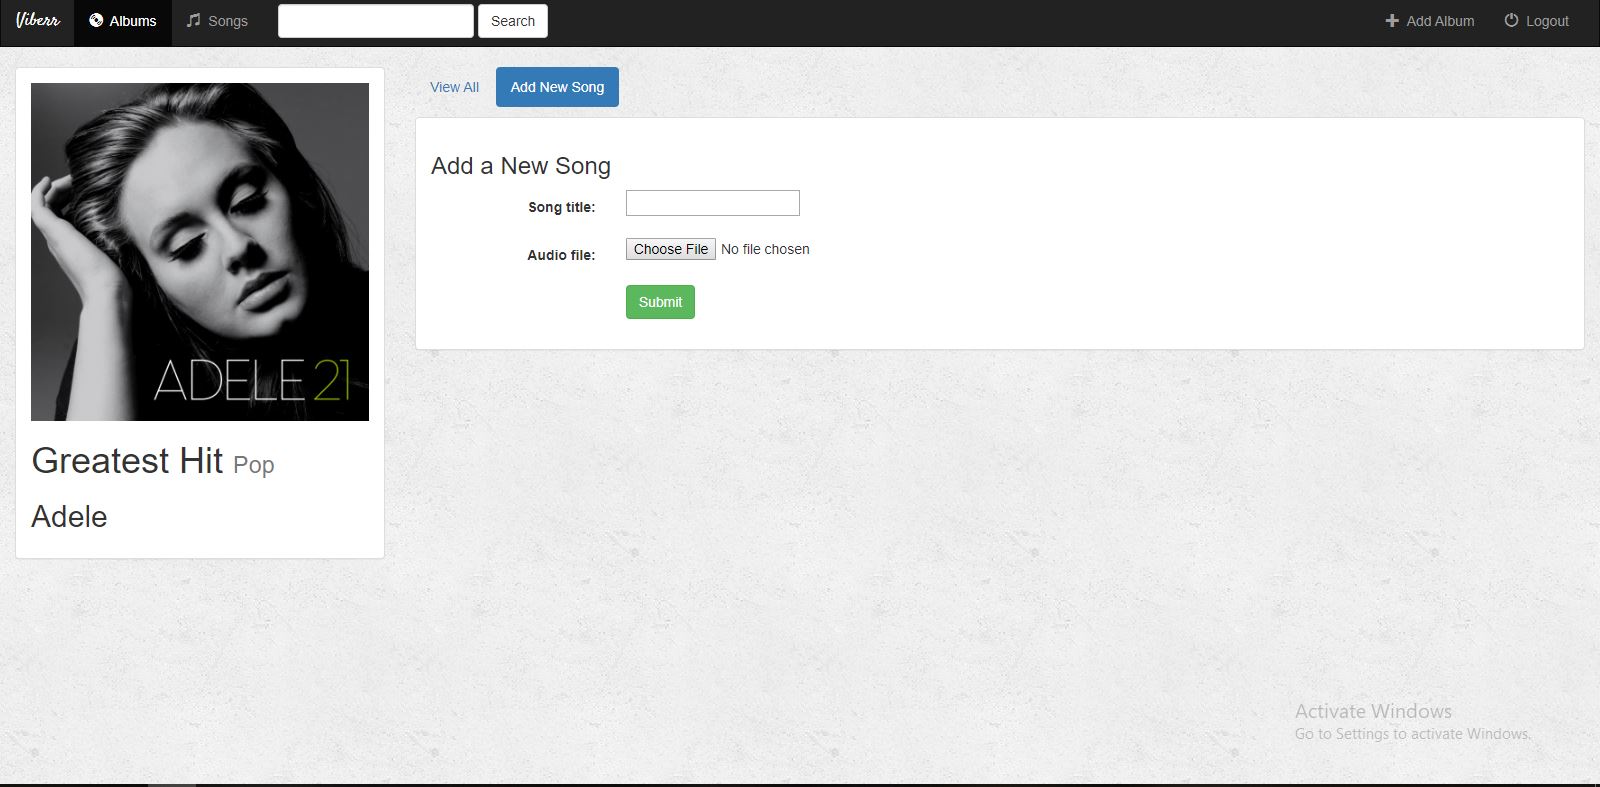 Viberr Albums Songs Search Add Album Logout
View All Add New Song
Add a New Song
Song title:
Audio file: Choose File No file chosen
Submit
ADELE 21
Greatest Hit Pop
Adele
Activate Windows
Go to Settings to activate Windows.